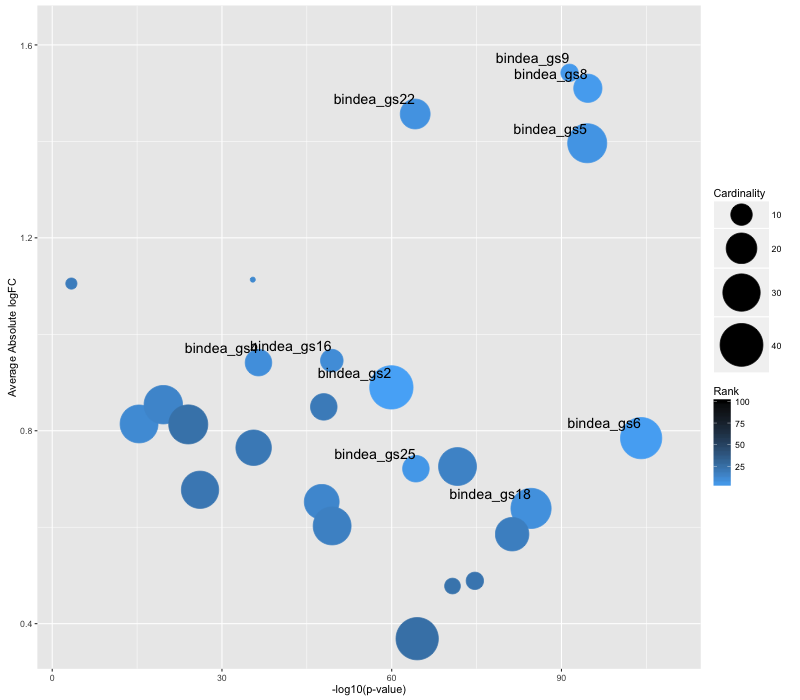 bindea_gs9
bindea_gs8
bindea_gs22
bindea_gs5
bindea_gs4
bindea_gs16
bindea_gs2
bindea_gs6
bindea_gs25
bindea_gs18
1.6
1.2
0.8
0.4
Average Absolute logFC
0
30
60
90
-log10(p-value)
Cardinality
10
20
30
40
Rank
100
75
50
25